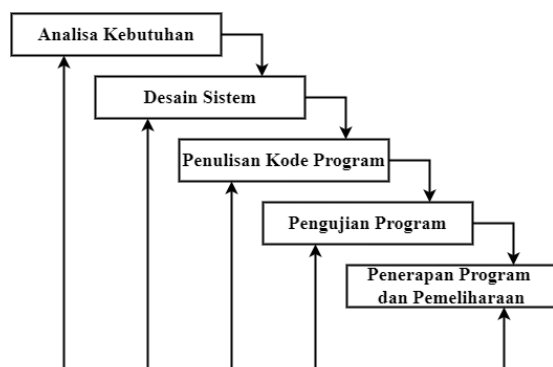 Analisa Kebutuhan
Desain Sistem
Penulisan Kode Program
Pengujian Program
Penerapan Program
dan Pemeliharaan